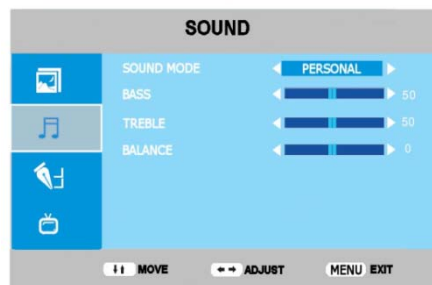 SOUND
SOUND MODE PERSONAL
BASS 50
TREBLE 50
BALANCE 0
MOVE ADJUST MENU EXIT